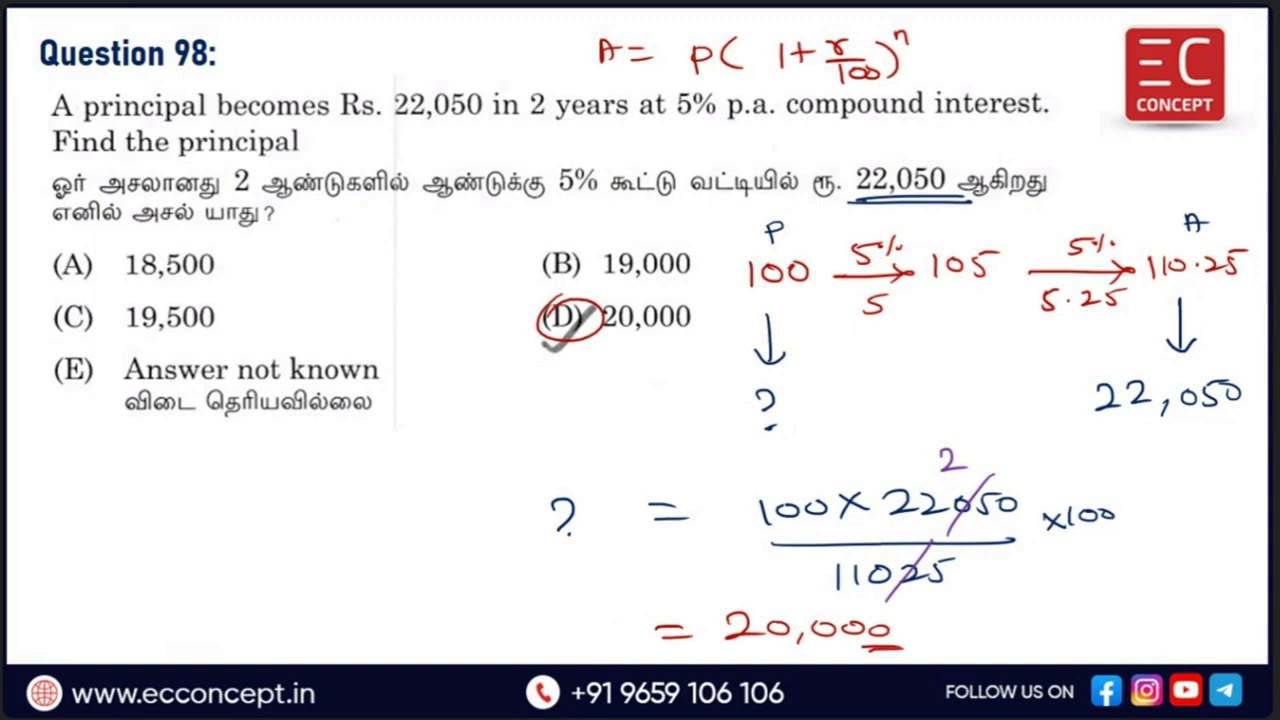 Question 98:
A = P( 1 + r/100 )^n
EC
CONCEPT
A principal becomes Rs. 22,050 in 2 years at 5% p.a. compound interest.
Find the principal
ஓர் அசலானது 2 ஆண்டுகளில் ஆண்டுக்கு 5% கூட்டு வட்டியில் ரூ. 22,050 ஆகிறது
எனில் அசல் யாது?
(A) 18,500
(B) 19,000
(C) 19,500
(D) 20,000
(E) Answer not known
விடை தெரியவில்லை
P A
100 5% 5 105 5% 5.25 110.25
? 22,050
? = 100 × 22050 / 11025 × 100
2
= 20,000
www.ecconcept.in
+91 9659 106 106
FOLLOW US ON